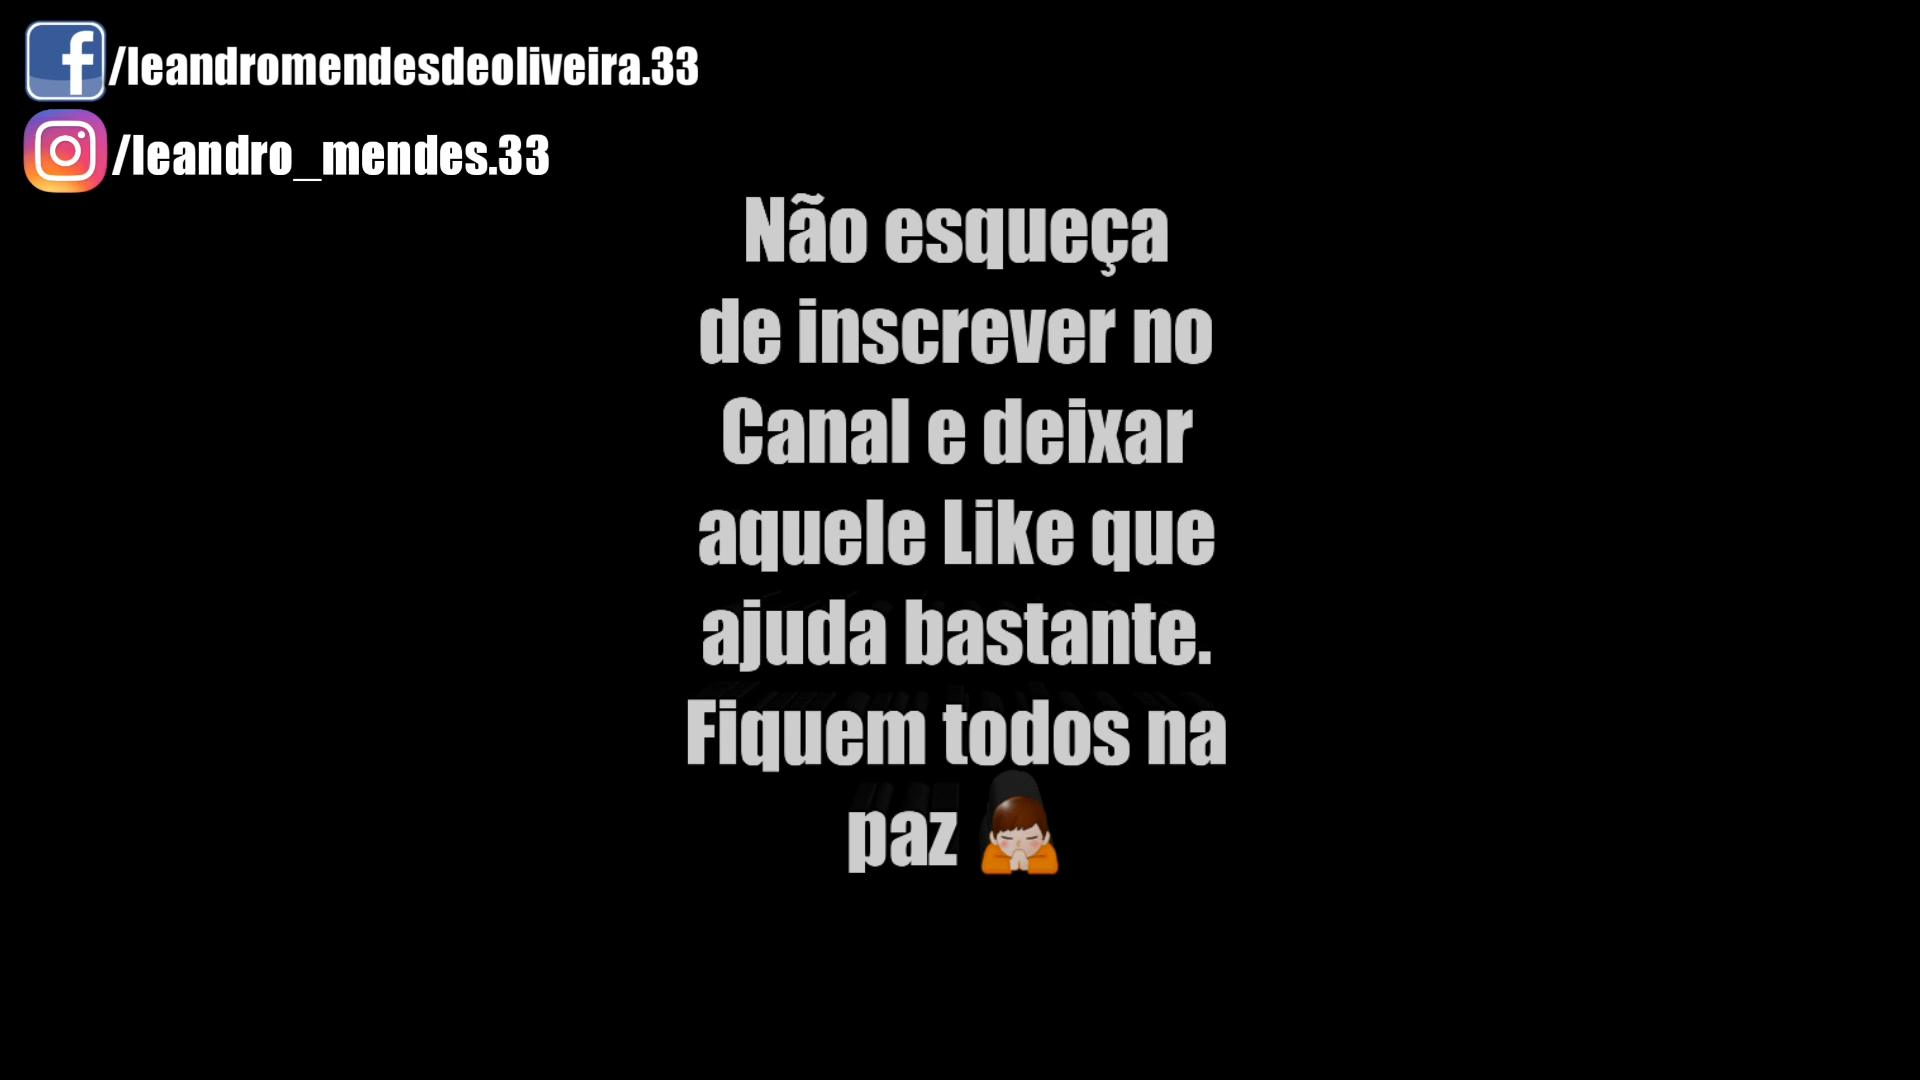 /leandromendesdeoliveira.33
/leandro_mendes.33
Não esqueça
de inscrever no
Canal e deixar
aquele Like que
ajuda bastante.
Fiquem todos na
paz 🙏